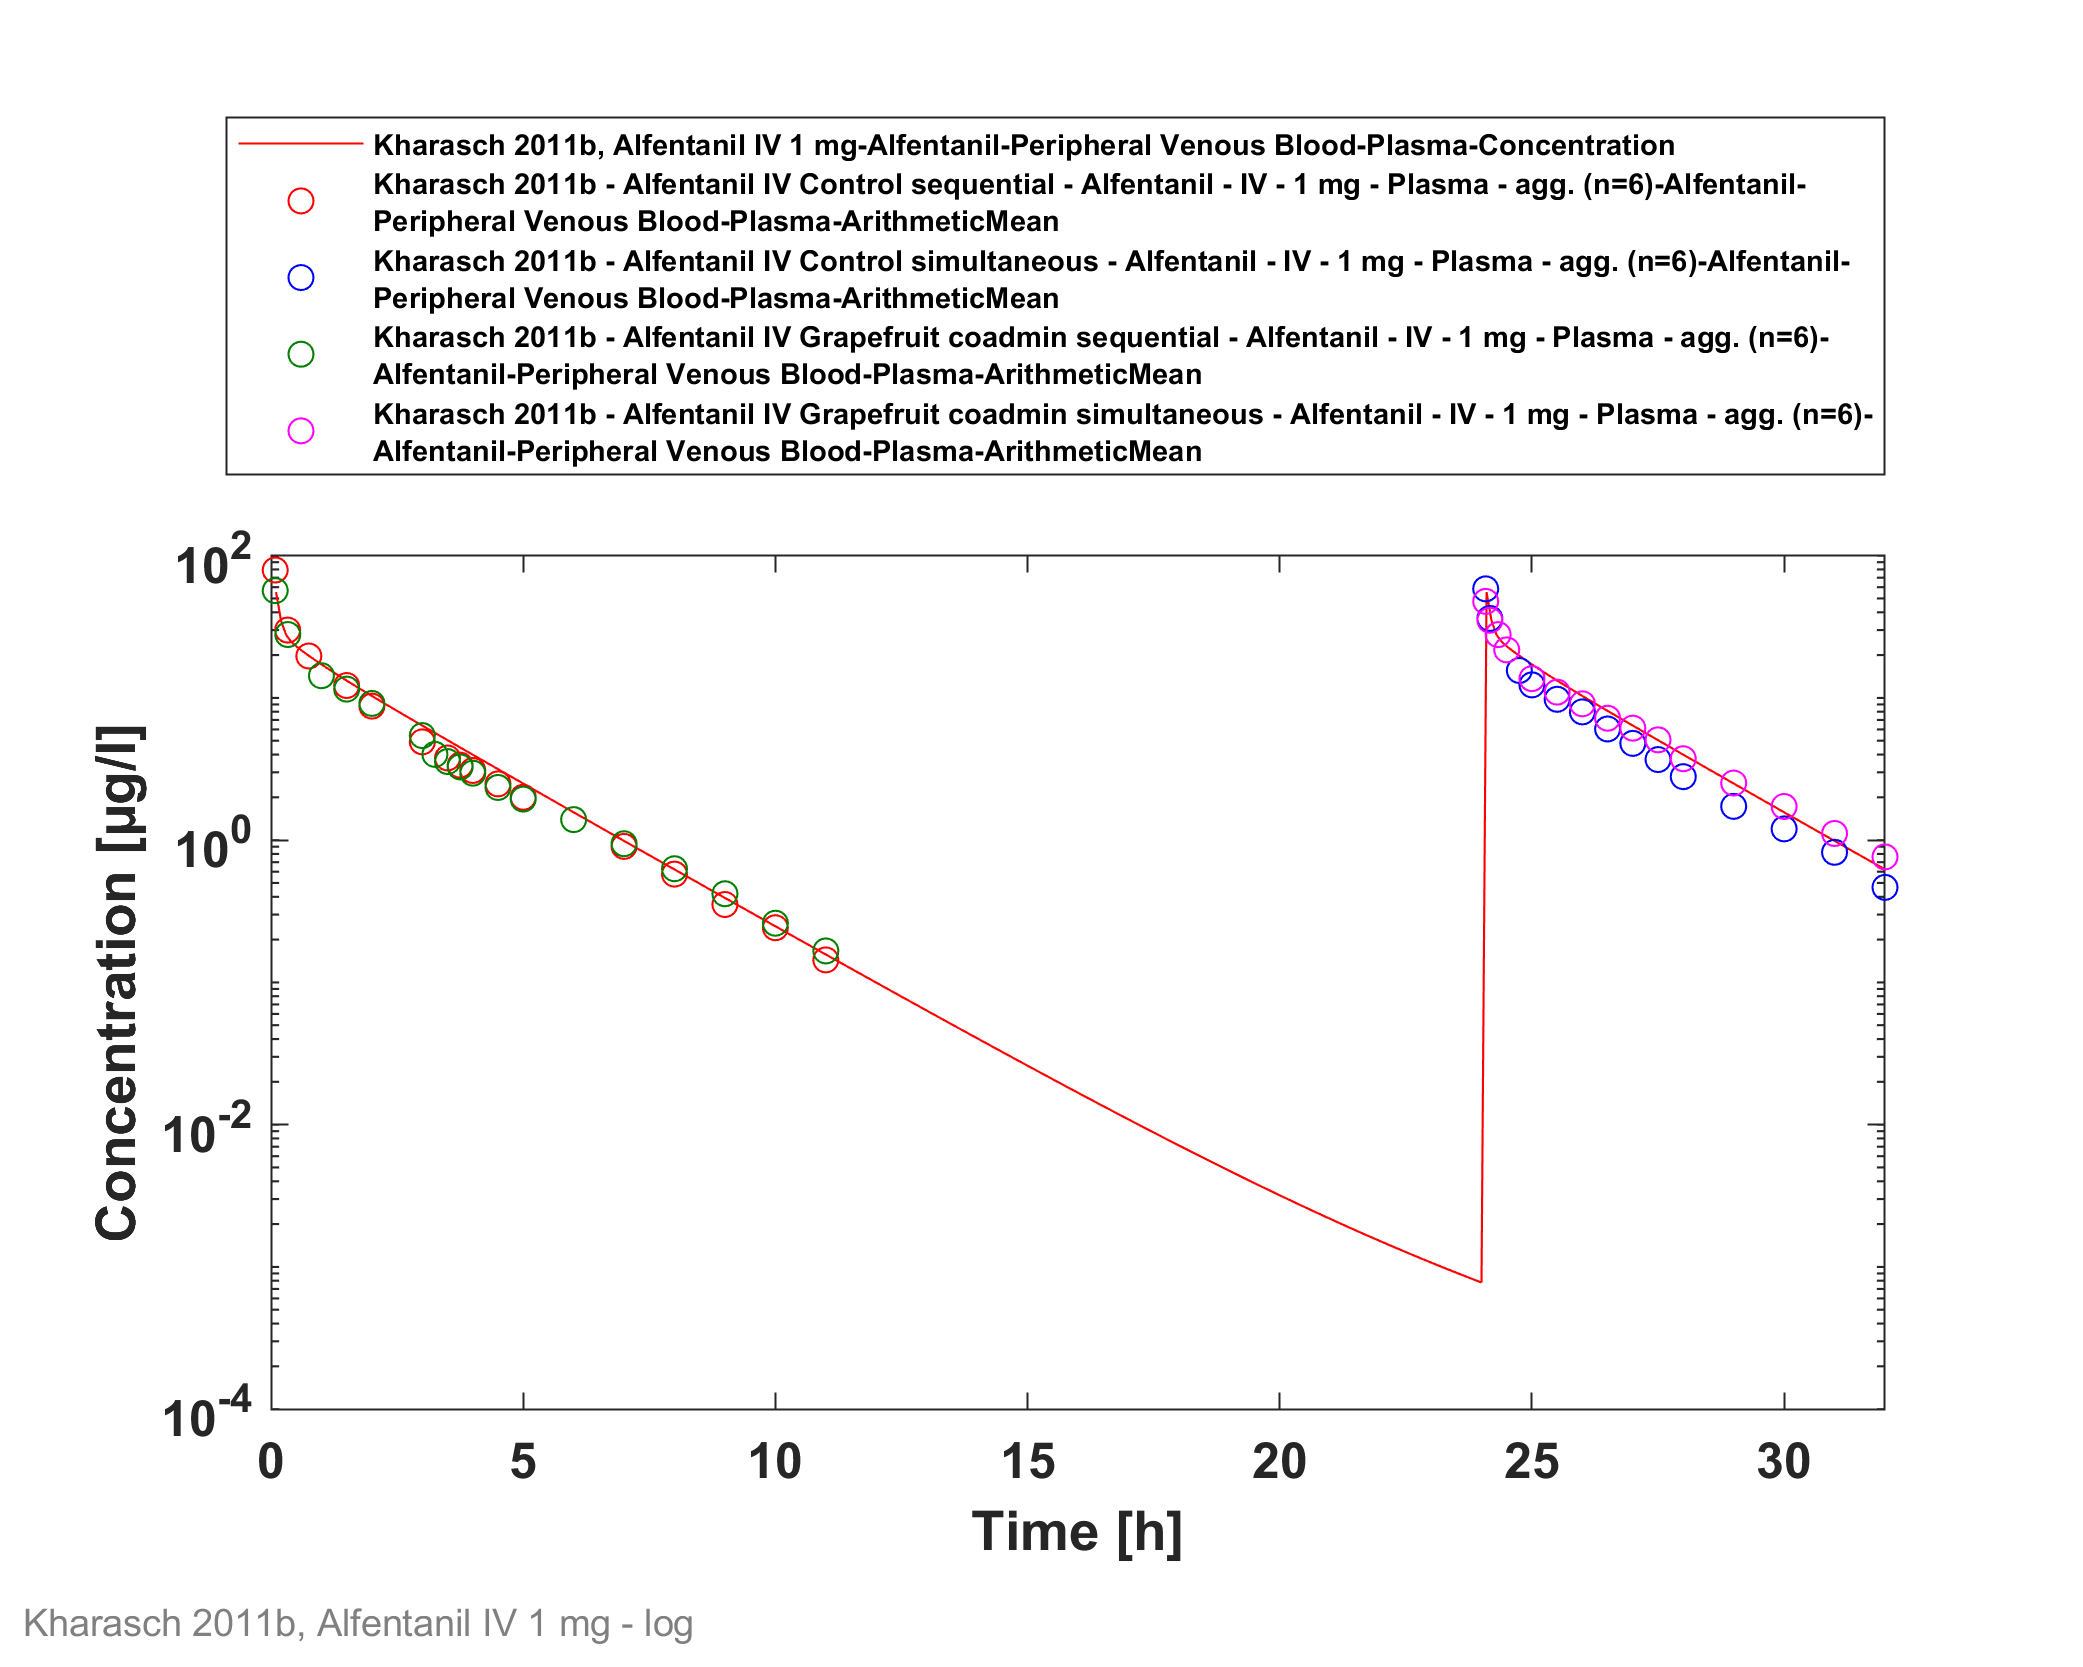 Kharasch 2011b, Alfentanil IV 1 mg-Alfentanil-Peripheral Venous Blood-Plasma-Concentration
Kharasch 2011b - Alfentanil IV Control sequential - Alfentanil - IV - 1 mg - Plasma - agg. (n=6)-Alfentanil-
Peripheral Venous Blood-Plasma-ArithmeticMean
Kharasch 2011b - Alfentanil IV Control simultaneous - Alfentanil - IV - 1 mg - Plasma - agg. (n=6)-Alfentanil-
Peripheral Venous Blood-Plasma-ArithmeticMean
Kharasch 2011b - Alfentanil IV Grapefruit coadmin sequential - Alfentanil - IV - 1 mg - Plasma - agg. (n=6)-
Alfentanil-Peripheral Venous Blood-Plasma-ArithmeticMean
Kharasch 2011b - Alfentanil IV Grapefruit coadmin simultaneous - Alfentanil - IV - 1 mg - Plasma - agg. (n=6)-
Alfentanil-Peripheral Venous Blood-Plasma-ArithmeticMean
10^2
10^0
10^-2
10^-4
Concentration [µg/l]
0 5 10 15 20 25 30
Time [h]
Kharasch 2011b, Alfentanil IV 1 mg - log